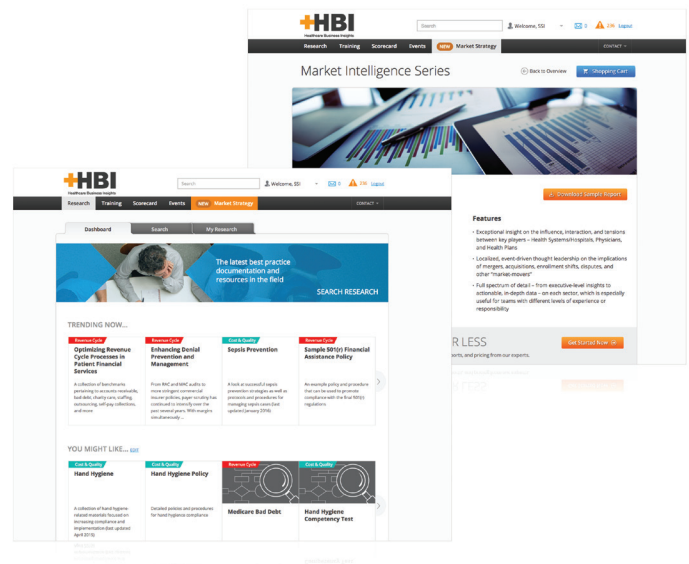 HBI
Healthcare Business Insights
Search
Welcome, SSI
0
Logout
Research Training Scorecard Events NEW Market Strategy CONTACT
Market Intelligence Series
Back to Overview
Shopping Cart
Download Sample Report
Features
• Exceptional insight on the influence, interaction, and tensions
between key players – Health Systems/Hospitals, Physicians,
and Health Plans
• Localized, event-driven thought leadership on the implications
of mergers, acquisitions, enrollment shifts, disputes, and
other "market-movers"
• Full spectrum of detail – from executive-level insights to
actionable, in-depth data – on each sector, which is especially
useful for teams with different levels of experience or
responsibility
R LESS
Get Started Now
orts, and pricing from our experts.
HBI
Healthcare Business Insights
Search
Welcome, SSI
0
Logout
Research Training Scorecard Events NEW Market Strategy CONTACT
Dashboard Search My Research
The latest best practice
documentation and
resources in the field
SEARCH RESEARCH
TRENDING NOW...
Revenue Cycle
Optimizing Revenue
Cycle Processes in
Patient Financial
Services
A collection of benchmarks
pertaining to accounts receivable,
bad debt, charity care, staffing,
outsourcing, self-pay collections,
and more
Revenue Cycle
Enhancing Denial
Prevention and
Management
From RAC and MAC audits to
more stringent commercial
insurer policies, payer scrutiny has
continued to intensify over the
past several years. With margins
simultaneously ...
Cost & Quality
Sepsis Prevention
A look at successful sepsis
prevention strategies as well as
protocols and procedures for
managing sepsis cases (last
updated January 2016)
Revenue Cycle
Sample 501(r) Financial
Assistance Policy
An example policy and procedure
that can be used to promote
compliance with the final 501(r)
regulations
YOU MIGHT LIKE... EDIT
Cost & Quality
Hand Hygiene
A collection of hand hygiene-
related materials focused on
increasing compliance and
implementation (last updated
April 2015)
Cost & Quality
Hand Hygiene Policy
Detailed policies and procedures
for hand hygiene compliance
Revenue Cycle
Medicare Bad Debt
Cost & Quality
Hand Hygiene
Competency Test